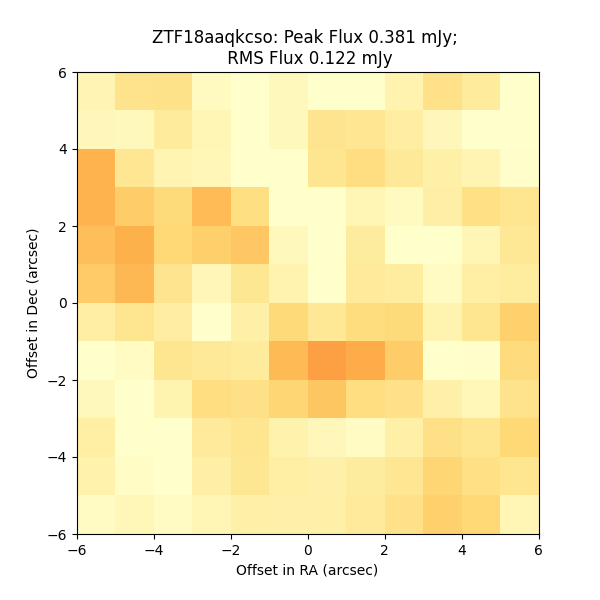 ZTF18aaqkcso: Peak Flux 0.381 mJy;
RMS Flux 0.122 mJy
6
4
2
0
−2
−4
−6
Offset in Dec (arcsec)
−6 −4 −2 0 2 4 6
Offset in RA (arcsec)